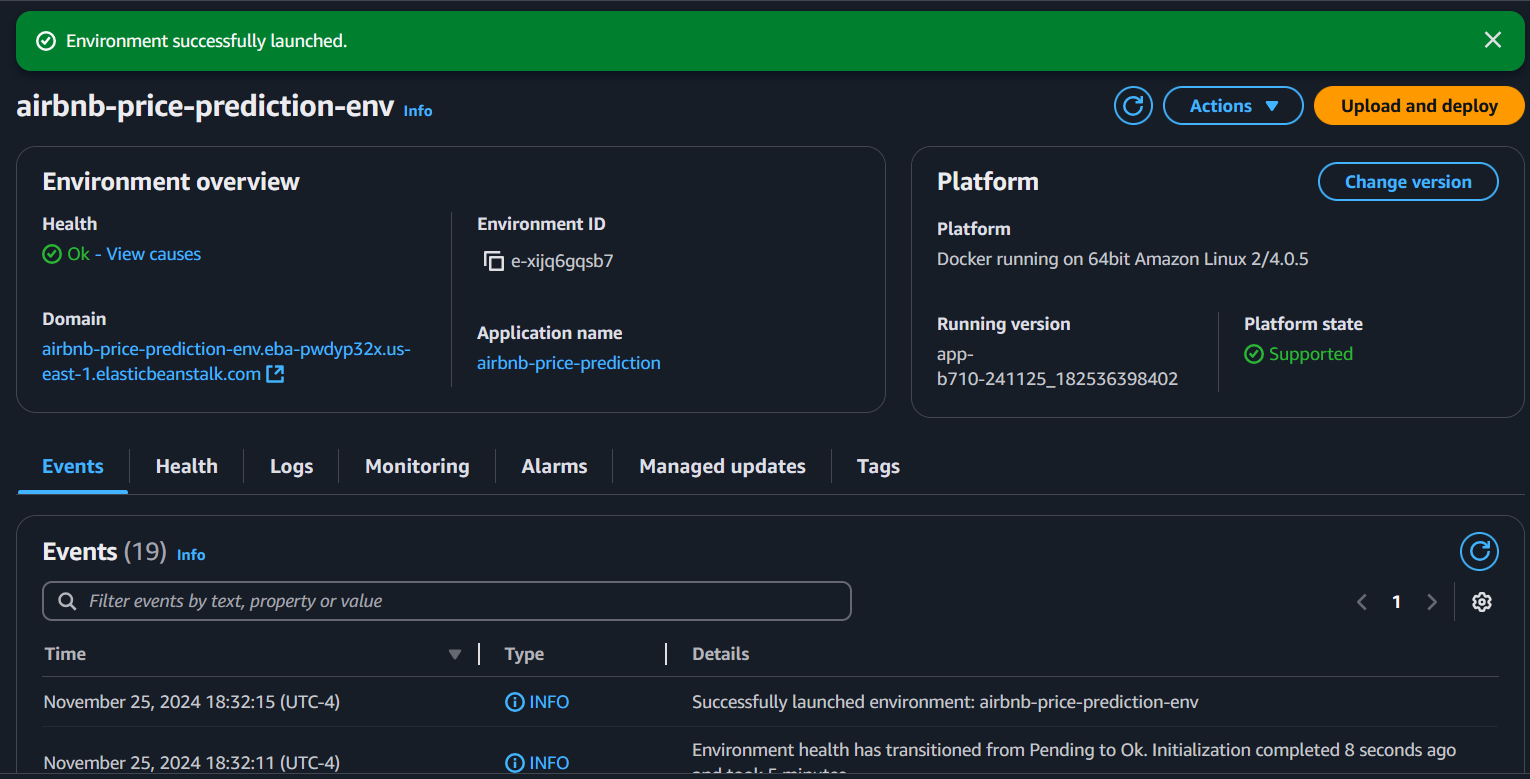 Environment successfully launched.
airbnb-price-prediction-env Info
Actions
Upload and deploy
Environment overview
Health
Ok - View causes
Domain
airbnb-price-prediction-env.eba-pwdyp32x.us-
east-1.elasticbeanstalk.com
Environment ID
e-xijq6gqsb7
Application name
airbnb-price-prediction
Platform
Change version
Platform
Docker running on 64bit Amazon Linux 2/4.0.5
Running version
app-
b710-241125_182536398402
Platform state
Supported
Events Health Logs Monitoring Alarms Managed updates Tags
Events (19) Info
Filter events by text, property or value
1
Time Type Details
November 25, 2024 18:32:15 (UTC-4) INFO Successfully launched environment: airbnb-price-prediction-env
November 25, 2024 18:32:11 (UTC-4) INFO Environment health has transitioned from Pending to Ok. Initialization completed 8 seconds ago
and took 5 minutes.